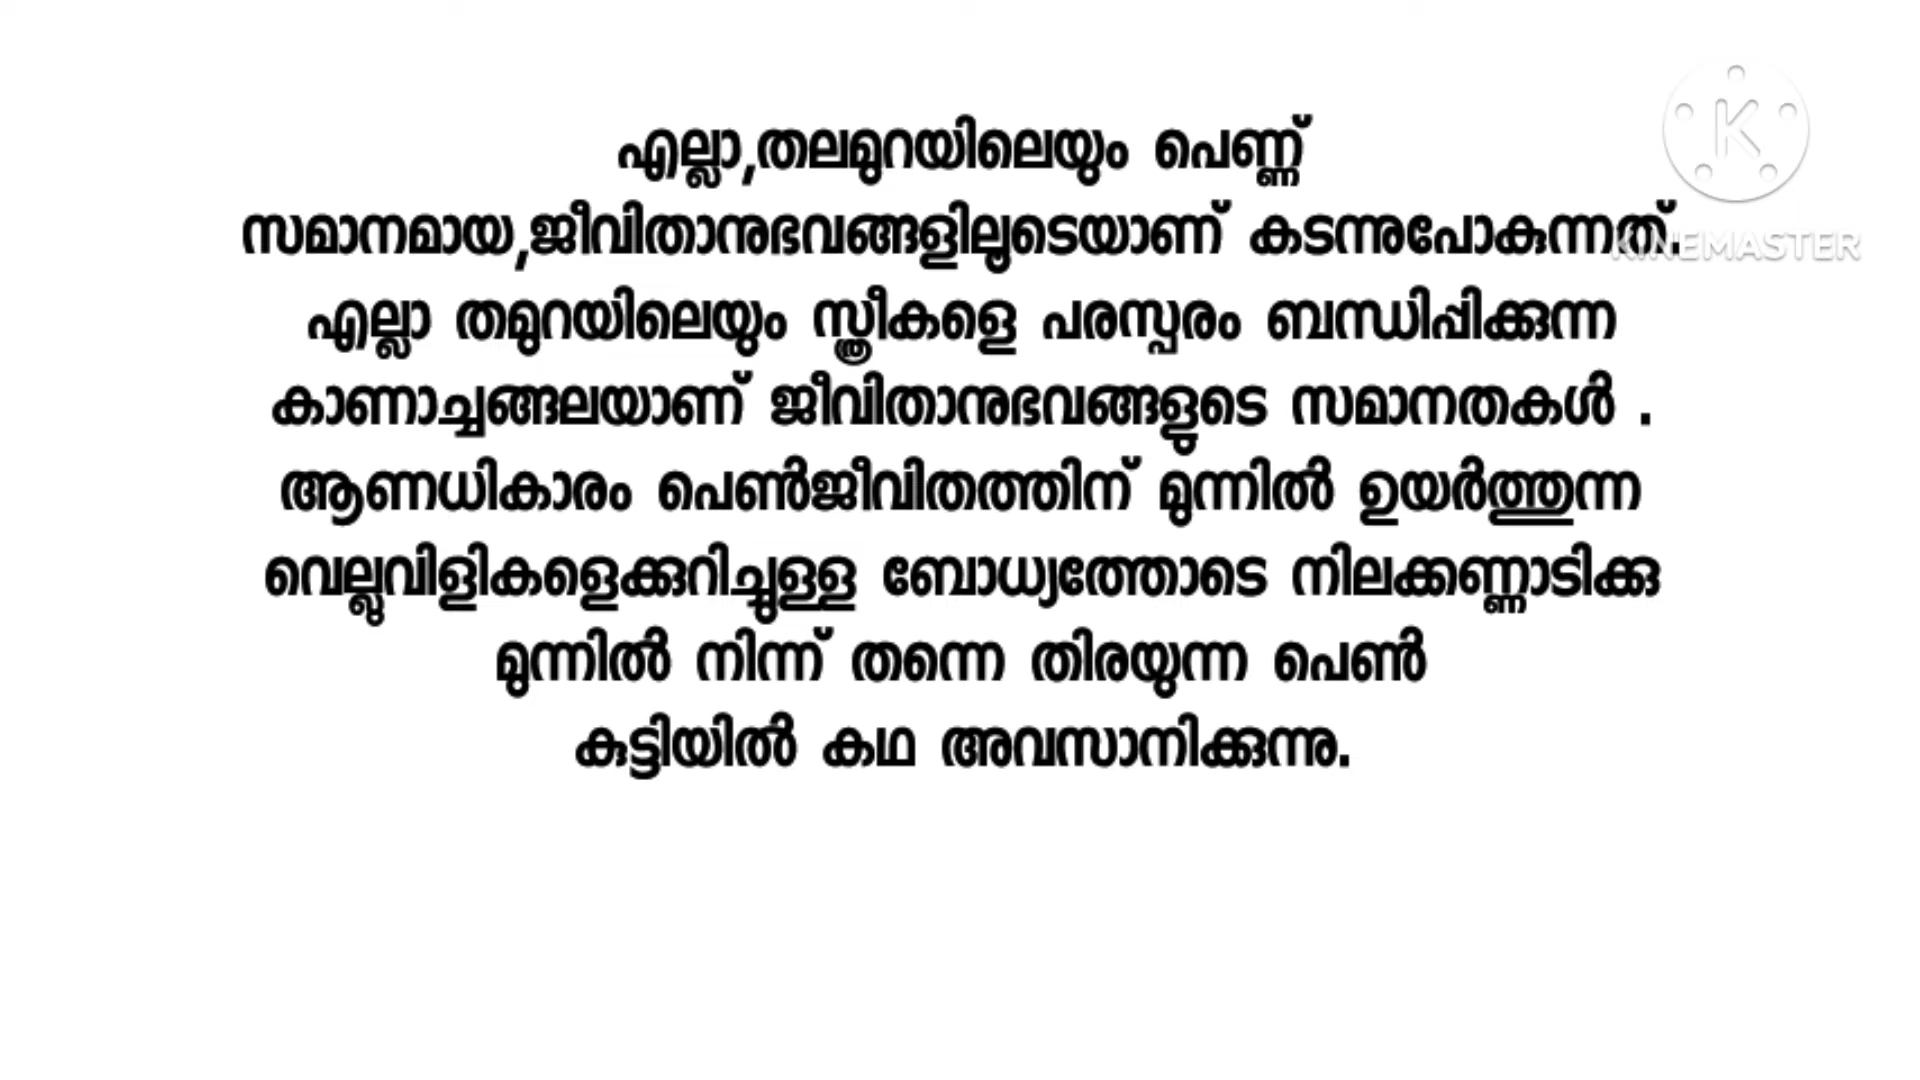 എല്ലാ,തലമുറയിലെയും പെണ്ണ്
സമാനമായ,ജീവിതാനുഭവങ്ങളിലൂടെയാണ് കടന്നുപോകുന്നത്.
എല്ലാ തമുറയിലെയും സ്ത്രീകളെ പരസ്പരം ബന്ധിപ്പിക്കുന്ന
കാണാച്ചങ്ങലയാണ് ജീവിതാനുഭവങ്ങളുടെ സമാനതകൾ .
ആണധികാരം പെൺജീവിതത്തിന് മുന്നിൽ ഉയർത്തുന്ന
വെല്ലുവിളികളെക്കുറിച്ചുള്ള ബോധ്യത്തോടെ നിലക്കണ്ണാടിക്കു
മുന്നിൽ നിന്ന് തന്നെ തിരയുന്ന പെൺ
കുട്ടിയിൽ കഥ അവസാനിക്കുന്നു.
K
KINEMASTER